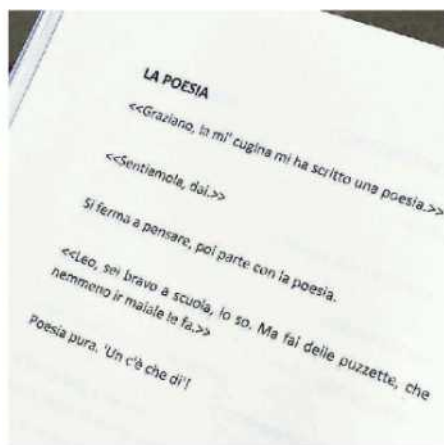 LA POESIA
<<Graziano, la mi' cugina mi ha scritto una poesia.>>
<<Sentiamola, dai.>>
Si ferma a pensare, poi parte con la poesia.
<<Leo, sei bravo a scuola, lo so. Ma fai delle puzzette, che
nemmeno ir maiale le fa.>>
Poesia pura. 'Un c'è che di'!